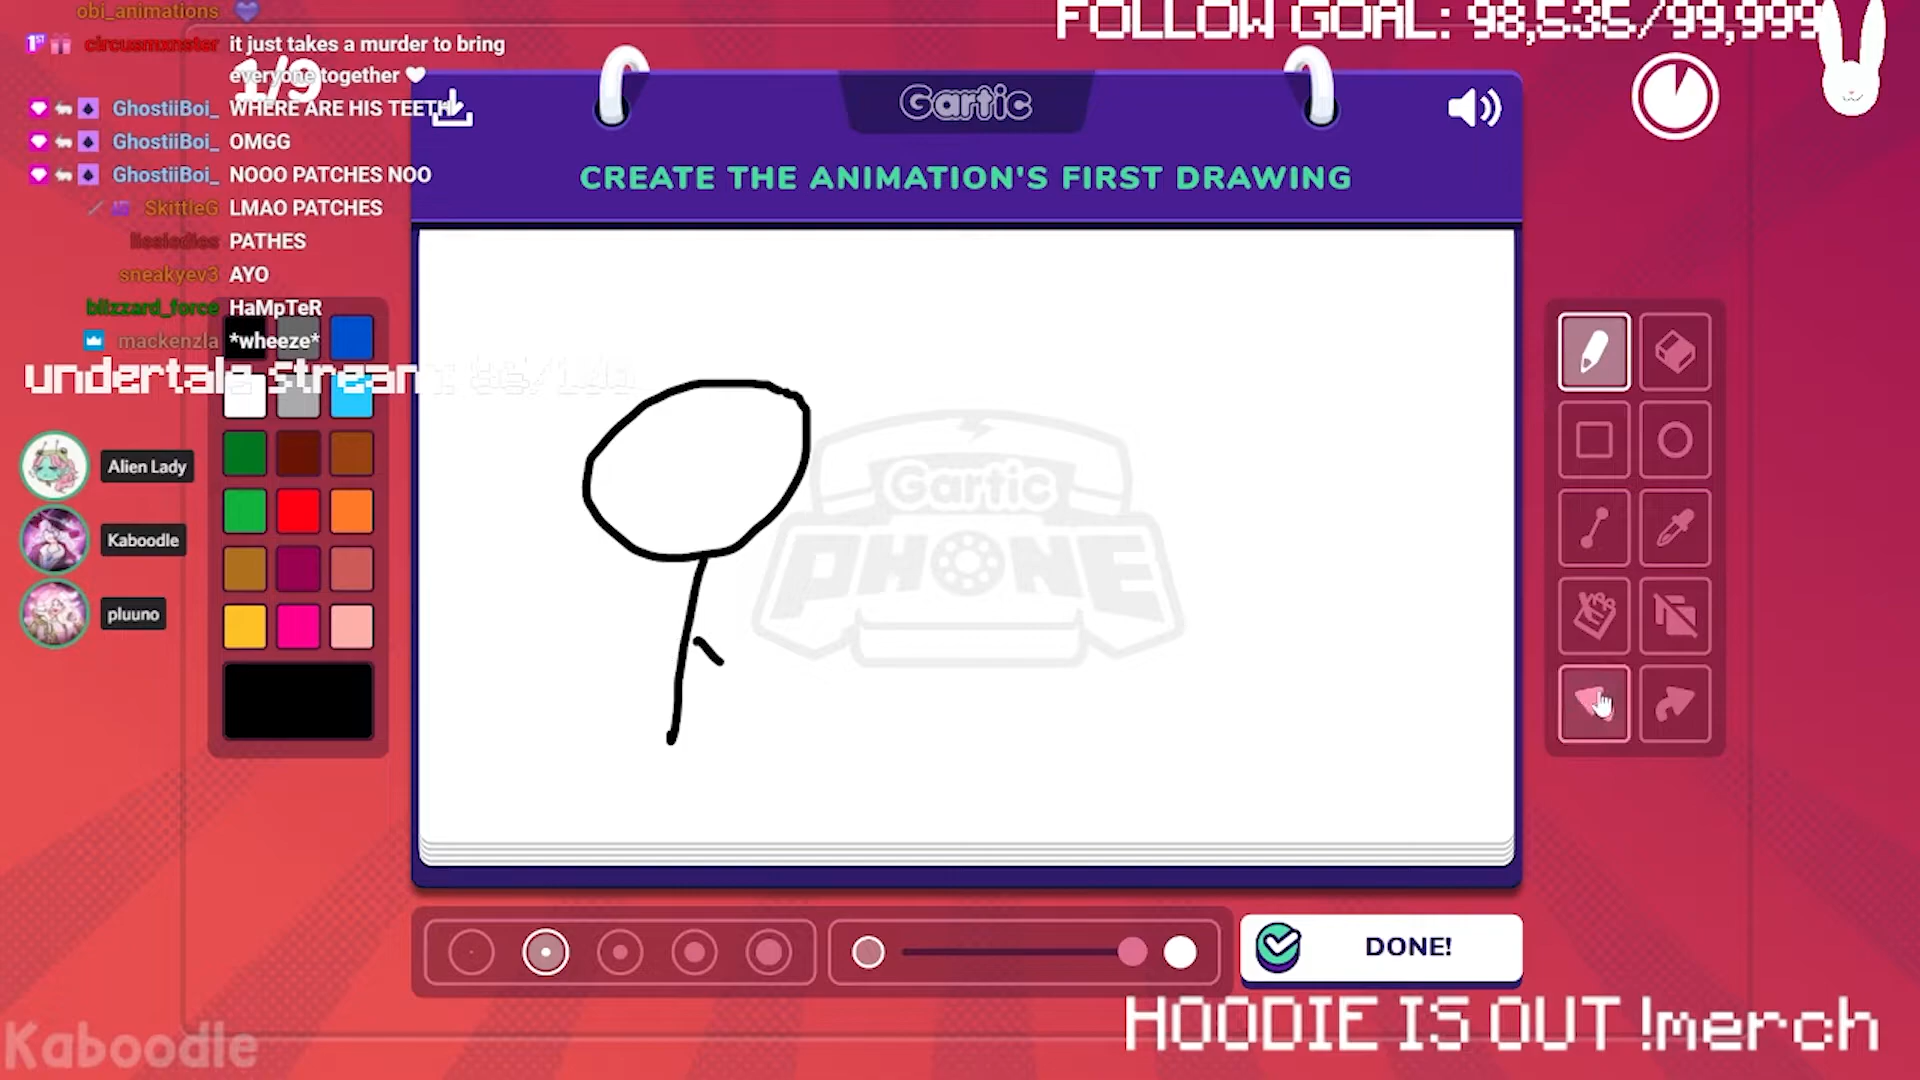 obi_animations
FOLLOW GOAL: 98,535/99,999
circusmxnster it just takes a murder to bring
everyone together
1/9
GhostiiBoi_ WHERE ARE HIS TEETH
Gartic
GhostiiBoi_ OMGG
GhostiiBoi_ NOOO PATCHES NOO
CREATE THE ANIMATION'S FIRST DRAWING
SkittleG LMAO PATCHES
PATHES
sneakyev3 AYO
blizzard_force HaMpTeR
mackenzla *wheeze*
undertale stream:
Alien Lady
Kaboodle
pluuno
Gartic
PHONE
DONE!
HOODIE IS OUT !merch
Kaboodle